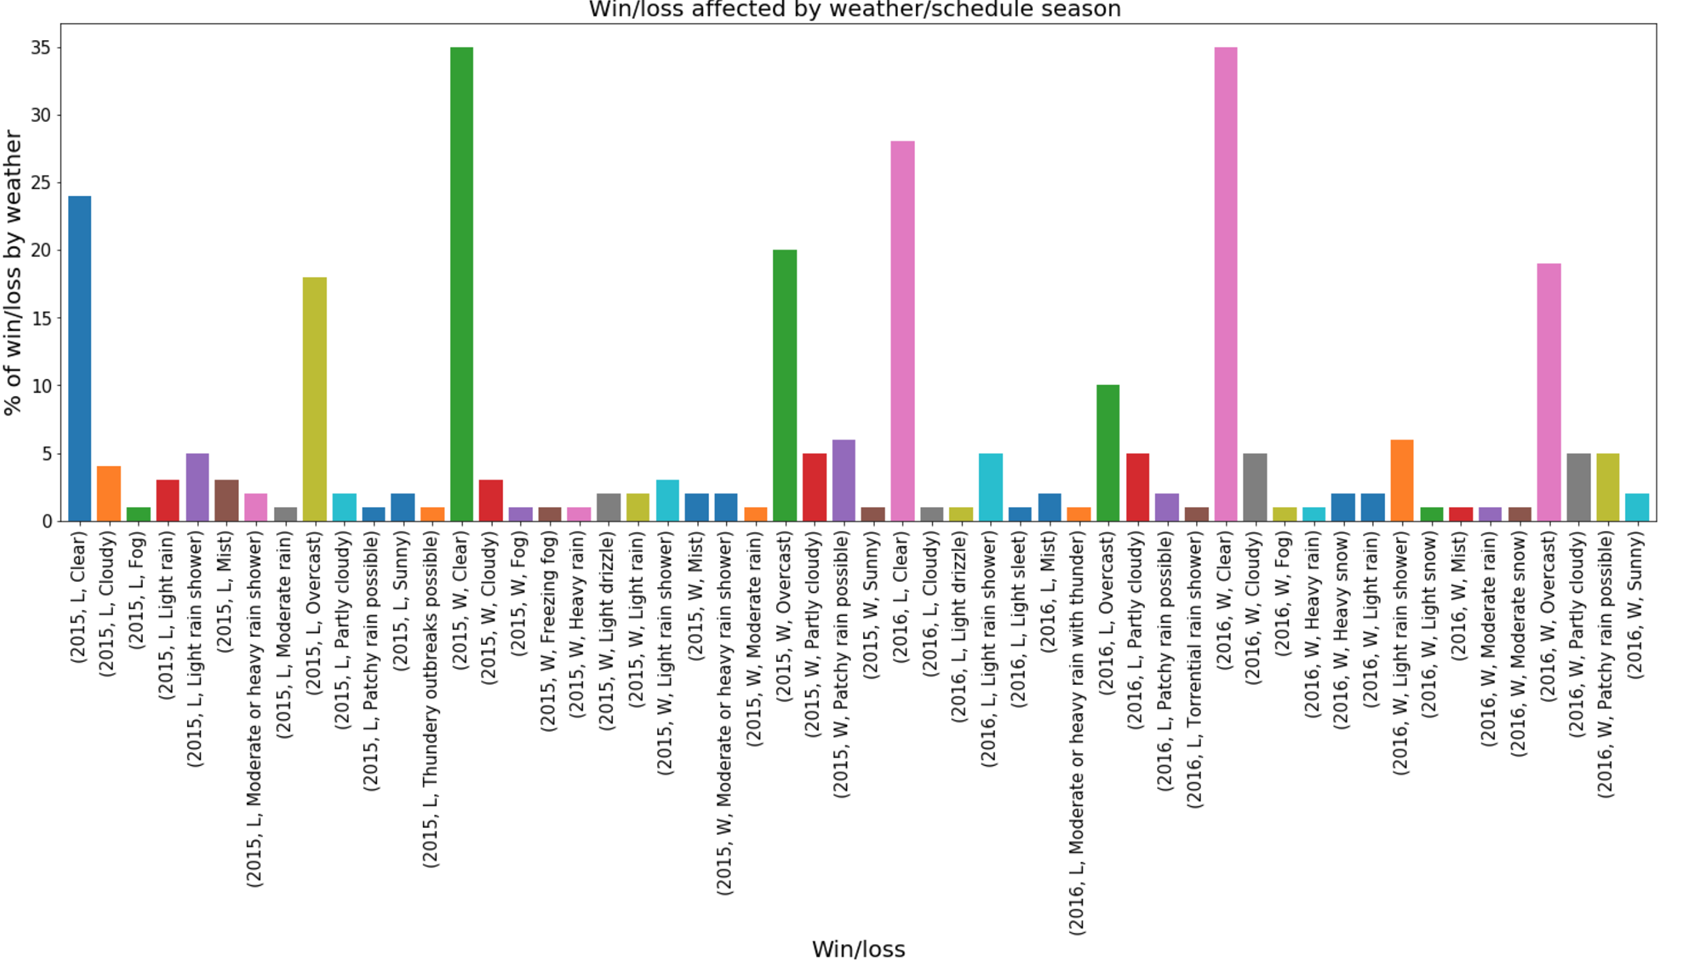 Win/loss affected by weather/schedule season
% of win/loss by weather
35
30
25
20
15
10
5
0
(2015, L, Clear)
(2015, L, Cloudy)
(2015, L, Fog)
(2015, L, Light rain)
(2015, L, Light rain shower)
(2015, L, Mist)
(2015, L, Moderate or heavy rain shower)
(2015, L, Moderate rain)
(2015, L, Overcast)
(2015, L, Partly cloudy)
(2015, L, Patchy rain possible)
(2015, L, Sunny)
(2015, L, Thundery outbreaks possible)
(2015, W, Clear)
(2015, W, Cloudy)
(2015, W, Fog)
(2015, W, Freezing fog)
(2015, W, Heavy rain)
(2015, W, Light drizzle)
(2015, W, Light rain)
(2015, W, Light rain shower)
(2015, W, Mist)
(2015, W, Moderate or heavy rain shower)
(2015, W, Moderate rain)
(2015, W, Overcast)
(2015, W, Partly cloudy)
(2015, W, Patchy rain possible)
(2015, W, Sunny)
(2016, L, Clear)
(2016, L, Cloudy)
(2016, L, Light drizzle)
(2016, L, Light rain shower)
(2016, L, Light sleet)
(2016, L, Mist)
(2016, L, Moderate or heavy rain with thunder)
(2016, L, Overcast)
(2016, L, Partly cloudy)
(2016, L, Patchy rain possible)
(2016, L, Torrential rain shower)
(2016, W, Clear)
(2016, W, Cloudy)
(2016, W, Fog)
(2016, W, Heavy rain)
(2016, W, Heavy snow)
(2016, W, Light rain)
(2016, W, Light rain shower)
(2016, W, Light snow)
(2016, W, Mist)
(2016, W, Moderate rain)
(2016, W, Moderate snow)
(2016, W, Overcast)
(2016, W, Partly cloudy)
(2016, W, Patchy rain possible)
(2016, W, Sunny)
Win/loss